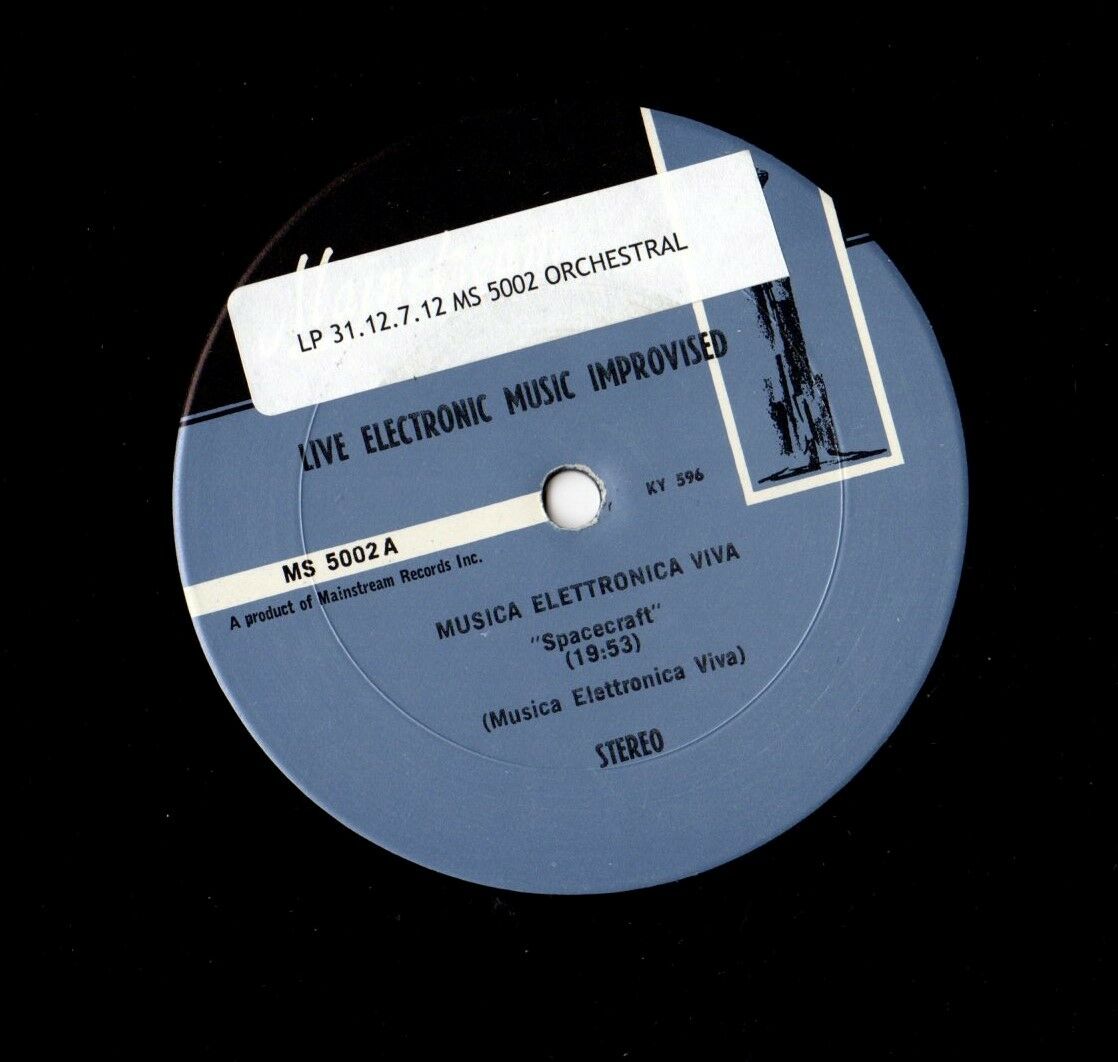 LP 31.12.7.12 MS 5002 ORCHESTRAL
LIVE ELECTRONIC MUSIC IMPROVISED
KY 596
MS 5002 A
A product of Mainstream Records Inc.
MUSICA ELETTRONICA VIVA
"Spacecraft"
(19:53)
(Musica Elettronica Viva)
STEREO